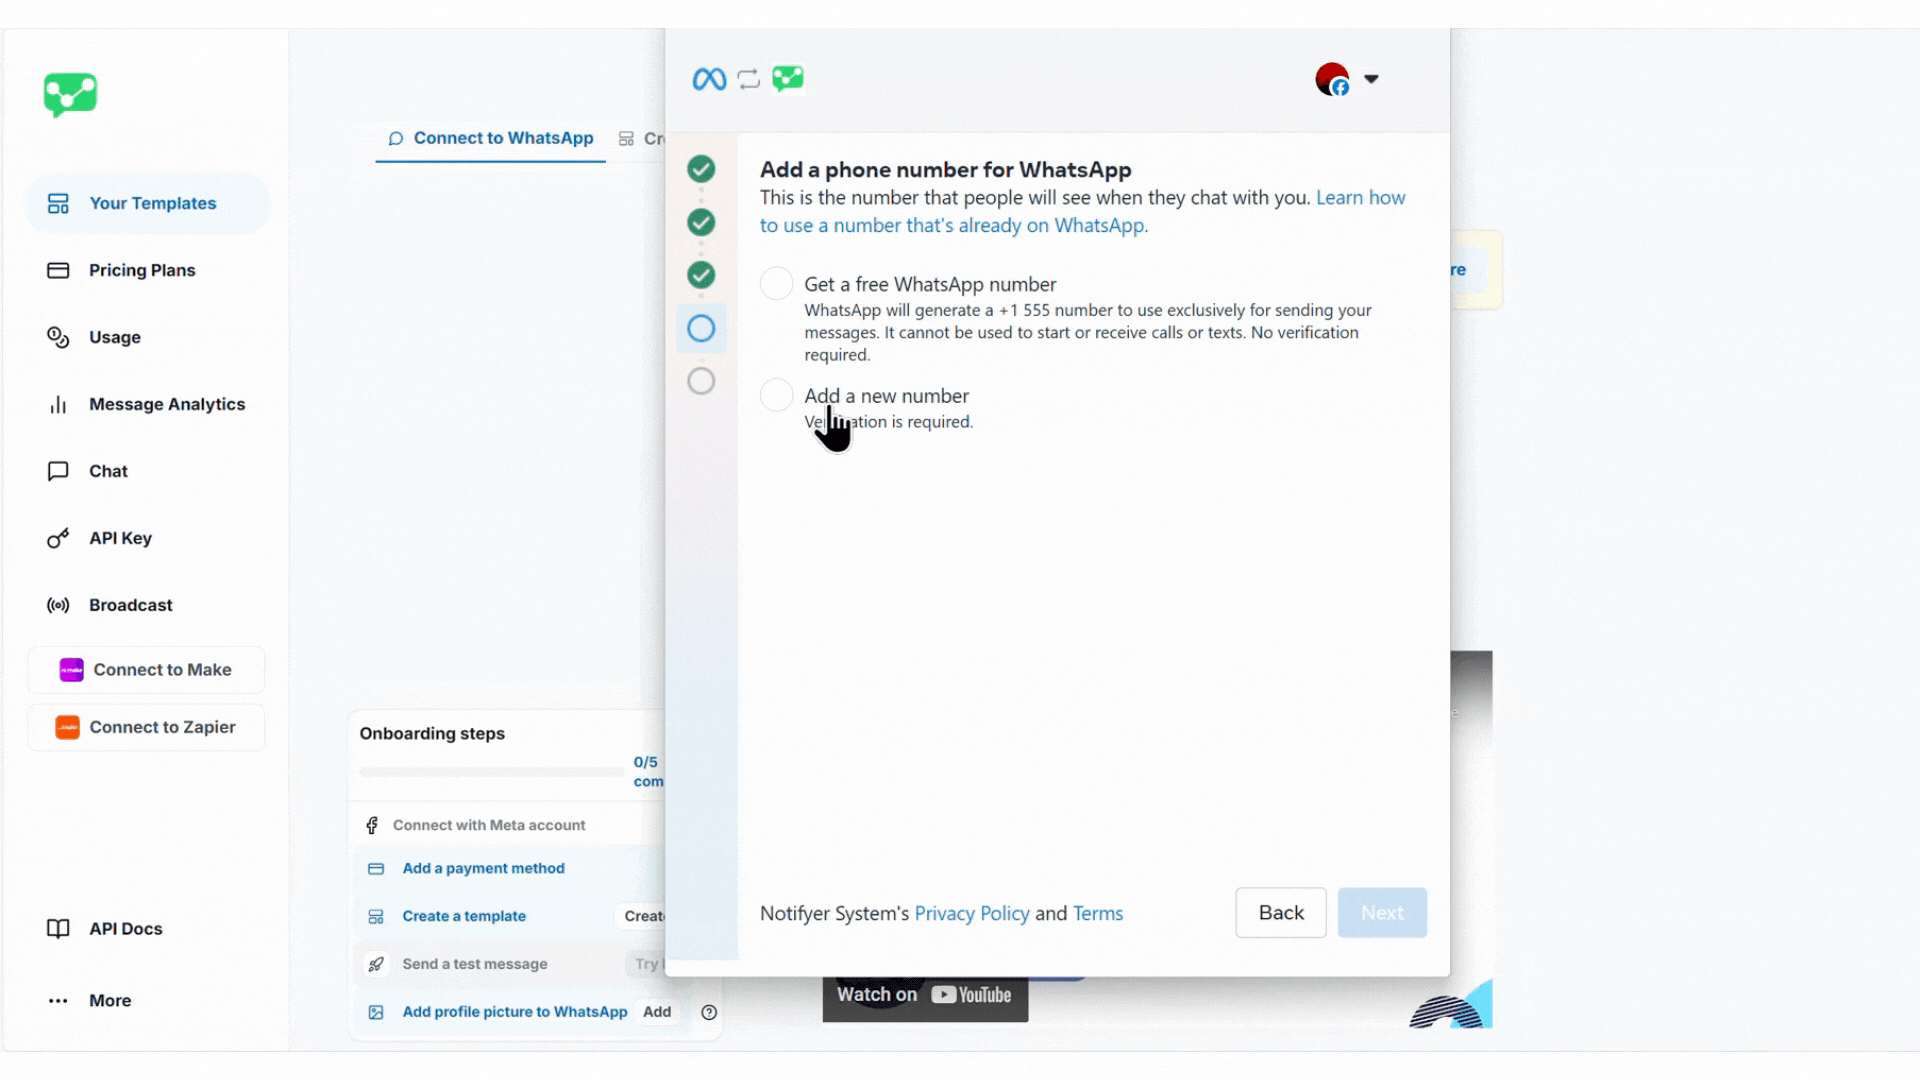 Connect to WhatsApp
Your Templates
Pricing Plans
Usage
Message Analytics
Chat
API Key
Broadcast
Connect to Make
Connect to Zapier
API Docs
More
Onboarding steps
0/5
com
Connect with Meta account
Add a payment method
Create a template
Creat
Send a test message
Try
Add profile picture to WhatsApp
Add
Add a phone number for WhatsApp
This is the number that people will see when they chat with you. Learn how
to use a number that's already on WhatsApp.
Get a free WhatsApp number
WhatsApp will generate a +1 555 number to use exclusively for sending your
messages. It cannot be used to start or receive calls or texts. No verification
required.
Add a new number
is required.
Notifyer System's Privacy Policy and Terms
Back
Next
re
Watch on YouTube